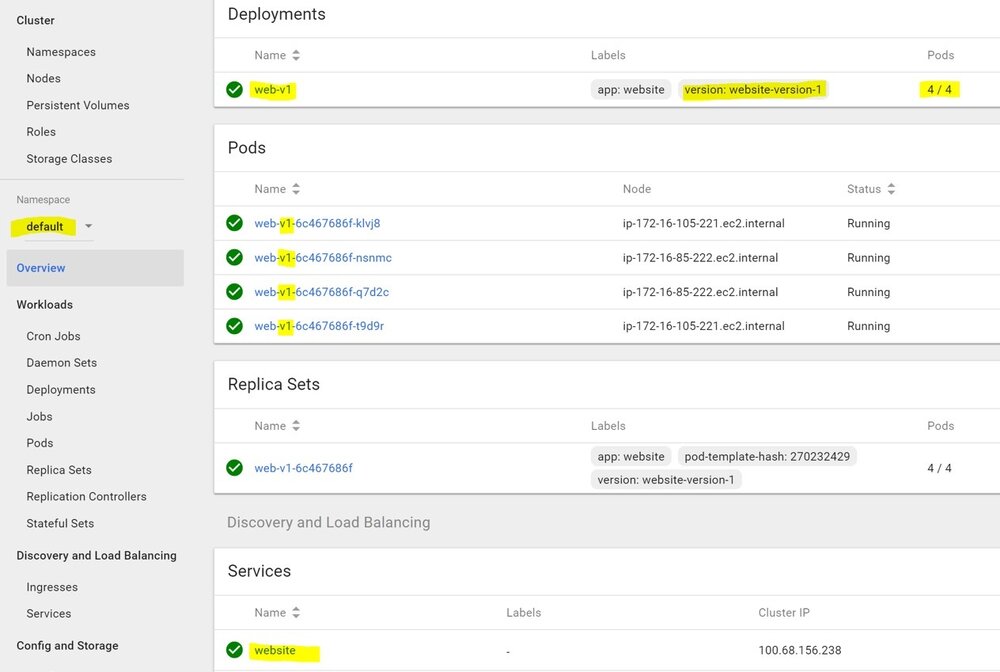 Cluster
Namespaces
Nodes
Persistent Volumes
Roles
Storage Classes
Namespace
default
Overview
Workloads
Cron Jobs
Daemon Sets
Deployments
Jobs
Pods
Replica Sets
Replication Controllers
Stateful Sets
Discovery and Load Balancing
Ingresses
Services
Config and Storage
Deployments
Name Labels Pods
web-v1 app: website version: website-version-1 4 / 4
Pods
Name Node Status
web-v1-6c467686f-klvj8 ip-172-16-105-221.ec2.internal Running
web-v1-6c467686f-nsnmc ip-172-16-85-222.ec2.internal Running
web-v1-6c467686f-q7d2c ip-172-16-85-222.ec2.internal Running
web-v1-6c467686f-t9d9r ip-172-16-105-221.ec2.internal Running
Replica Sets
Name Labels Pods
web-v1-6c467686f app: website pod-template-hash: 270232429 4 / 4
version: website-version-1
Discovery and Load Balancing
Services
Name Labels Cluster IP
website - 100.68.156.238